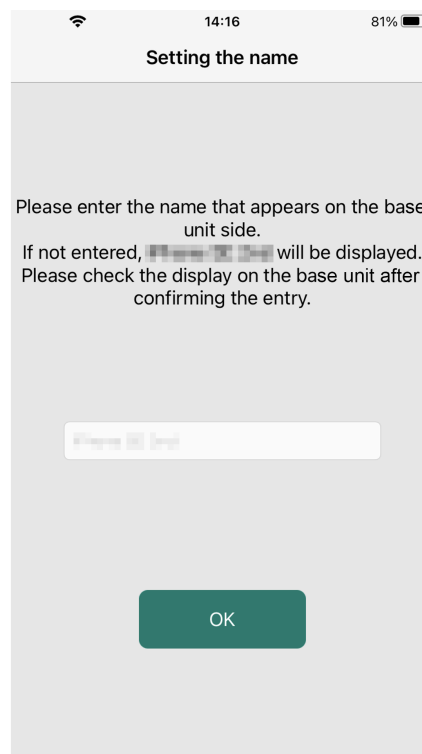 14:16
81%
Setting the name
Please enter the name that appears on the base
unit side.
If not entered, will be displayed.
Please check the display on the base unit after
confirming the entry.
OK